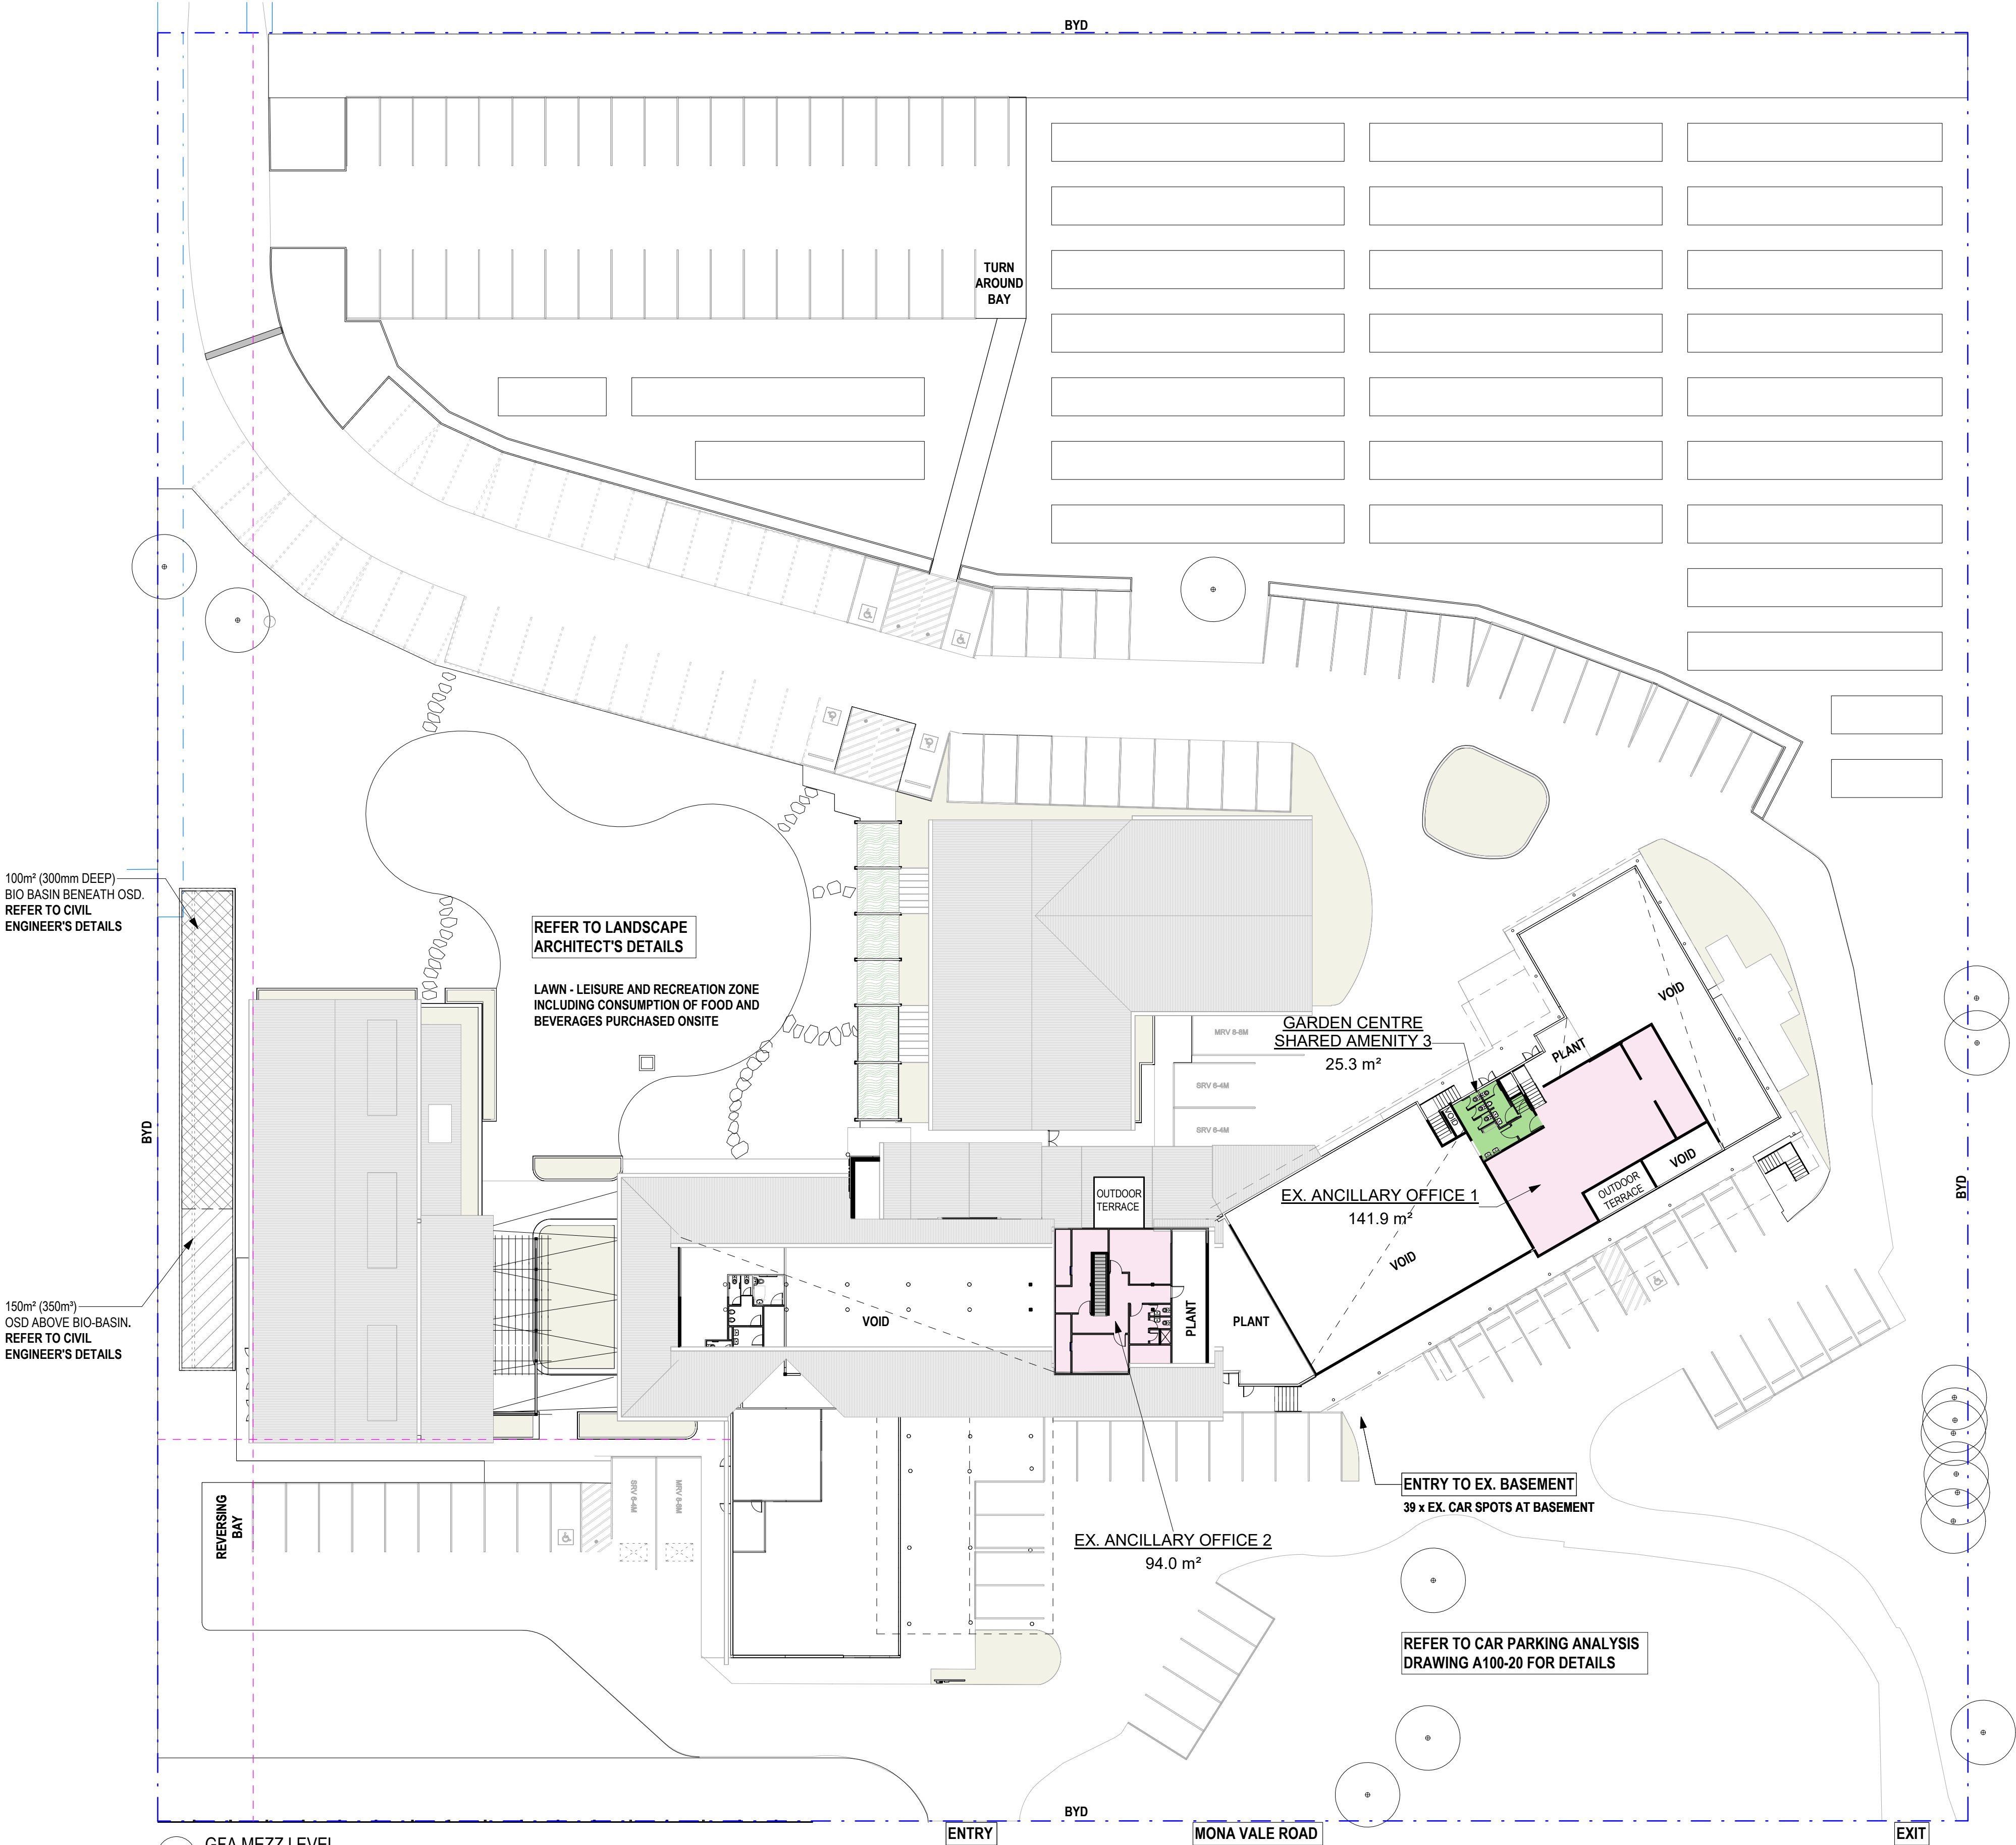 BYD
TURN
AROUND
BAY
100m² (300mm DEEP)
BIO BASIN BENEATH OSD.
REFER TO CIVIL
ENGINEER'S DETAILS
REFER TO LANDSCAPE
ARCHITECT'S DETAILS
LAWN - LEISURE AND RECREATION ZONE
INCLUDING CONSUMPTION OF FOOD AND
BEVERAGES PURCHASED ONSITE
BYD
MRV 8-8M
SRV 6-4M
SRV 6-4M
GARDEN CENTRE
SHARED AMENITY 3
25.3 m²
VOID
PLANT
VOID
VOID
OUTDOOR
TERRACE
EX. ANCILLARY OFFICE 1
141.9 m²
VOID
BYD
OUTDOOR
TERRACE
150m² (350m³)
OSD ABOVE BIO-BASIN.
REFER TO CIVIL
ENGINEER'S DETAILS
VOID
PLANT
PLANT
REVERSING
BAY
SRV 6-4M
MRV 8-8M
ENTRY TO EX. BASEMENT
39 x EX. CAR SPOTS AT BASEMENT
EX. ANCILLARY OFFICE 2
94.0 m²
REFER TO CAR PARKING ANALYSIS
DRAWING A100-20 FOR DETAILS
BYD
GFA MEZZ LEVEL
ENTRY
MONA VALE ROAD
EXIT